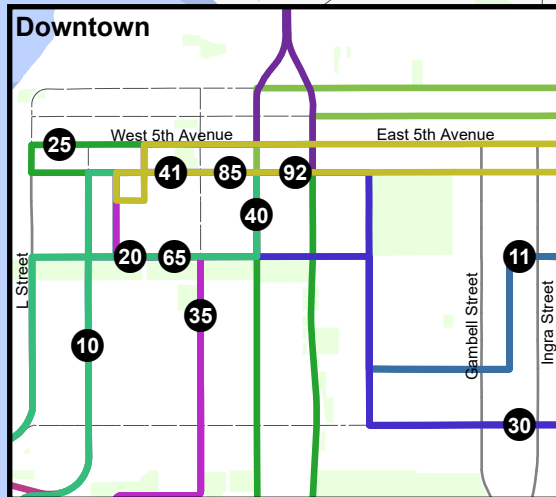 Downtown
West 5th Avenue
East 5th Avenue
25
41
85
92
40
20
65
11
L Street
35
10
Gambell Street
Ingra Street
30